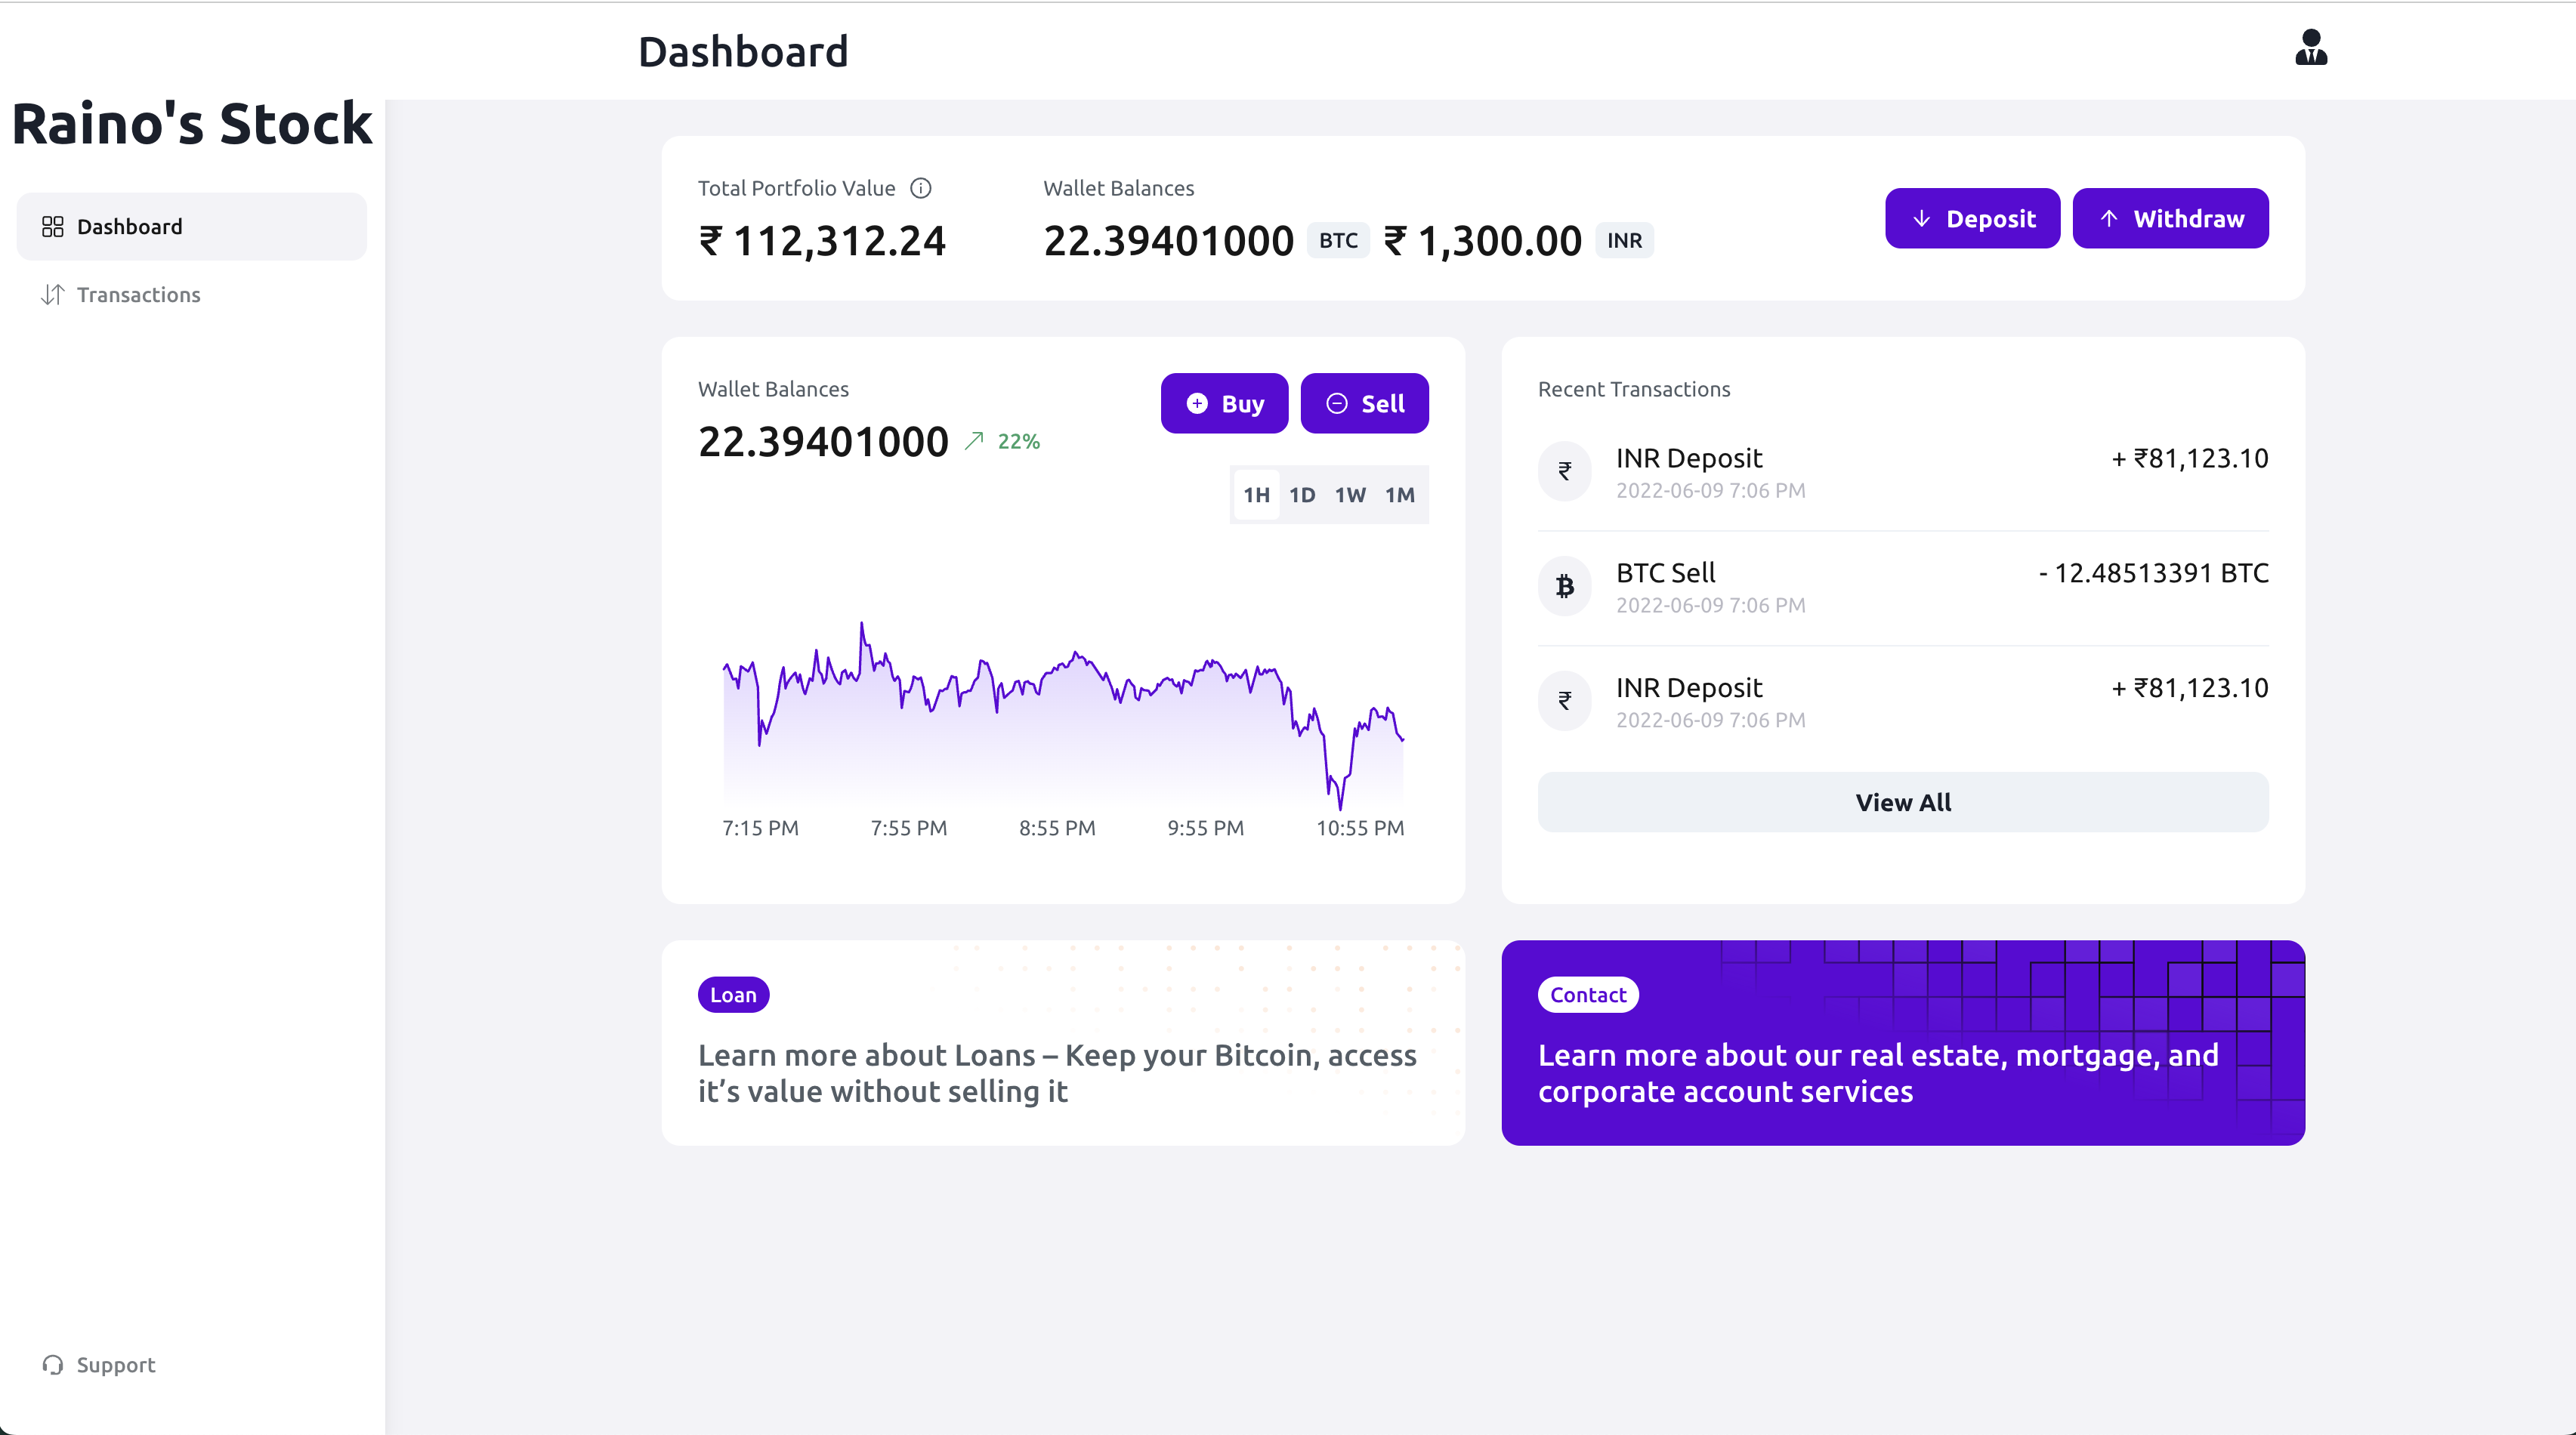 Dashboard
Raino's Stock
Dashboard
Transactions
Support
Total Portfolio Value
₹ 112,312.24
Wallet Balances
22.39401000 BTC ₹ 1,300.00 INR
Deposit
Withdraw
Wallet Balances
22.39401000 22%
Buy
Sell
1H 1D 1W 1M
7:15 PM 7:55 PM 8:55 PM 9:55 PM 10:55 PM
Recent Transactions
₹ INR Deposit + ₹81,123.10
2022-06-09 7:06 PM
BTC Sell - 12.48513391 BTC
2022-06-09 7:06 PM
₹ INR Deposit + ₹81,123.10
2022-06-09 7:06 PM
View All
Loan
Learn more about Loans – Keep your Bitcoin, access
it’s value without selling it
Contact
Learn more about our real estate, mortgage, and
corporate account services